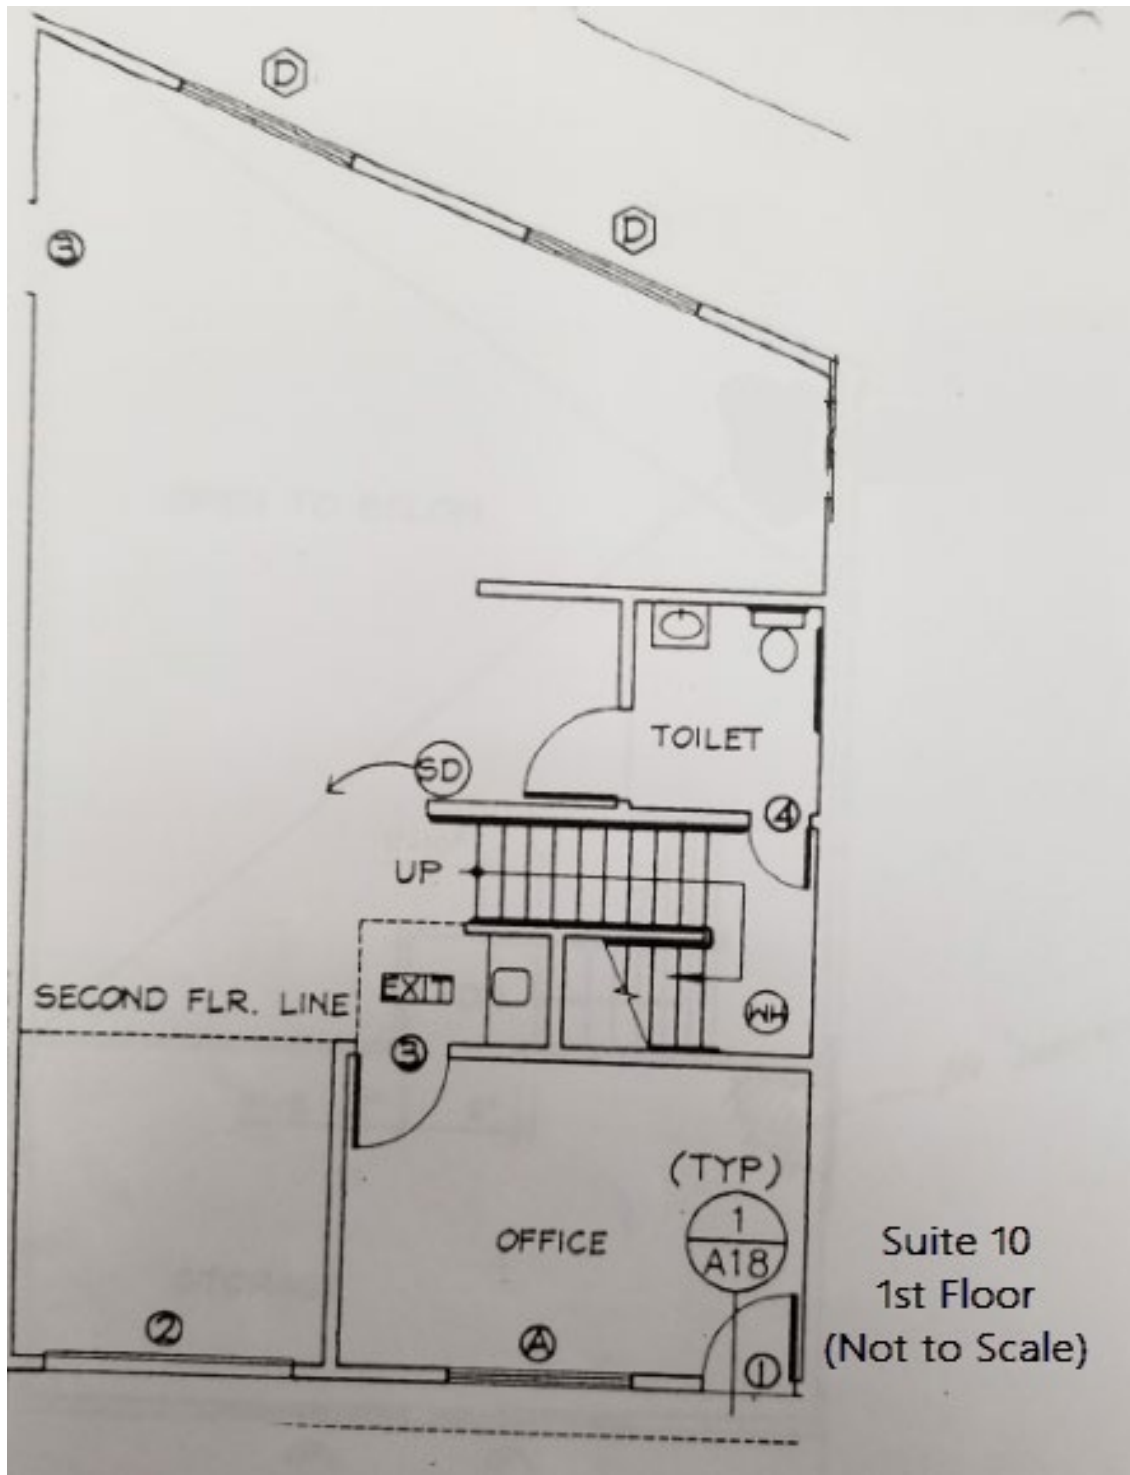 D
D
3
TOILET
SD
4
UP
EXIT
SECOND FLR. LINE
WH
3
(TYP)
1
A18
OFFICE
Suite 10
1st Floor
(Not to Scale)
2
A
1